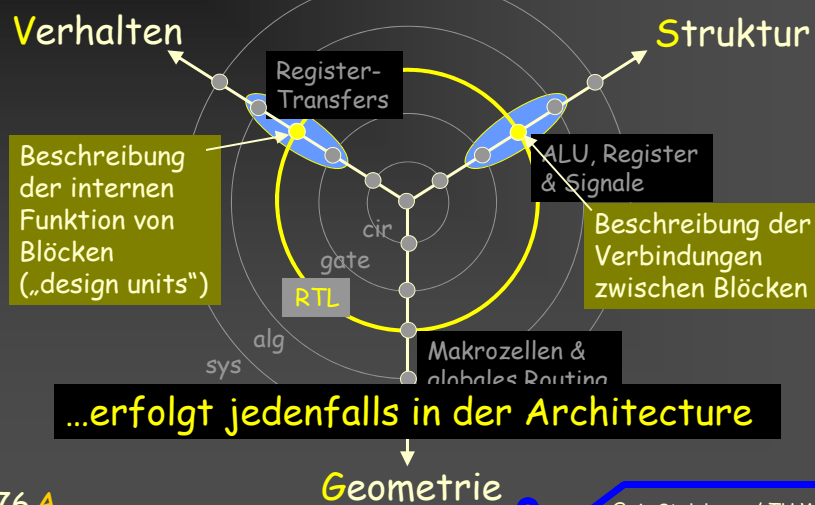 Verhalten
Struktur
Register-
Transfers
Beschreibung
der internen
Funktion von
Blöcken
(„design units“)
ALU, Register
& Signale
Beschreibung der
Verbindungen
zwischen Blöcken
cir
gate
RTL
alg
sys
Makrozellen &
globales Routing
…erfolgt jedenfalls in der Architecture
Geometrie
76 A